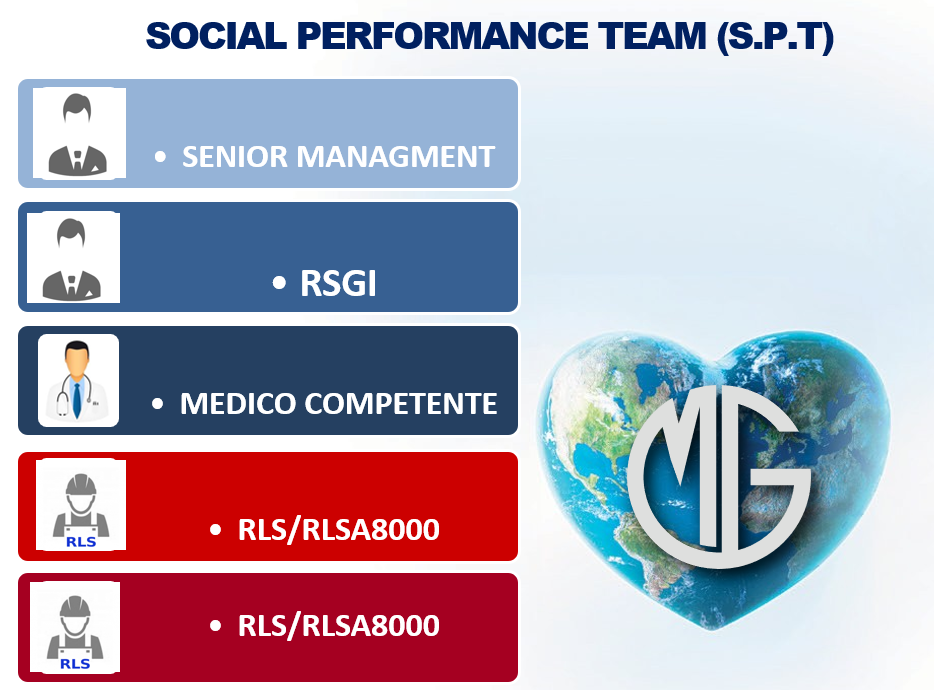 SOCIAL PERFORMANCE TEAM (S.P.T)
• SENIOR MANAGMENT
• RSGI
• MEDICO COMPETENTE
RLS
• RLS/RLSA8000
RLS
• RLS/RLSA8000
MG